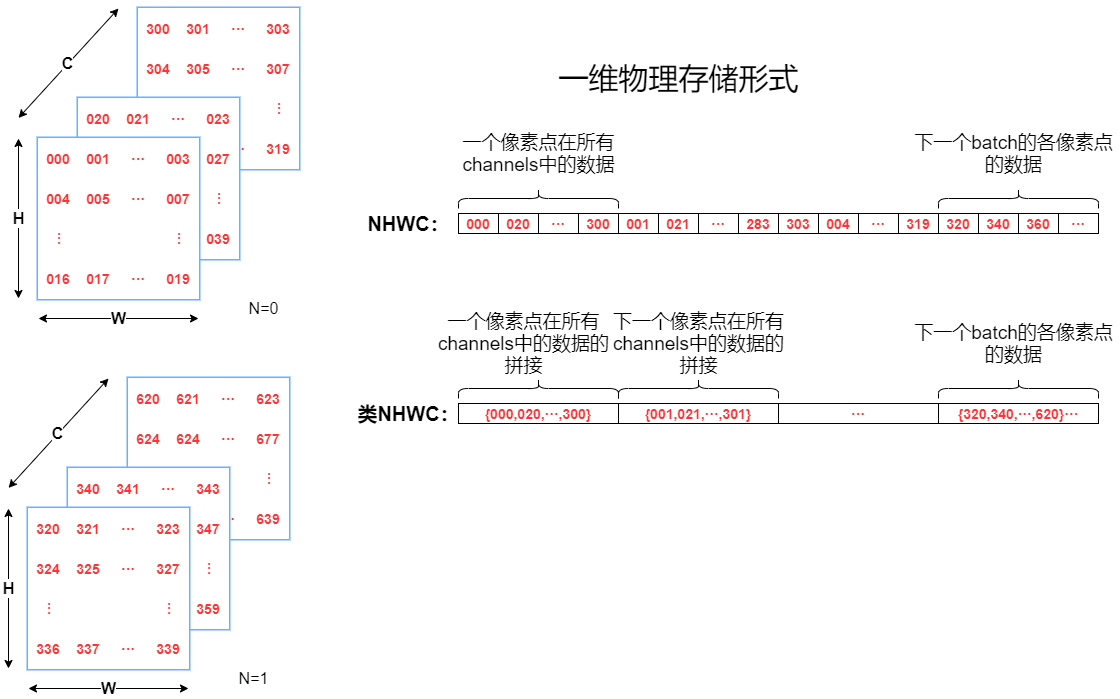 300 301 … 303
304 305 … 307
⋮
319
C
020 021 … 023
027
⋮
039
000 001 … 003
004 005 … 007
⋮ ⋮
016 017 … 019
H
W
N=0
620 621 … 623
624 624 … 677
⋮
639
C
340 341 … 343
347
⋮
359
320 321 … 323
324 325 … 327
⋮ ⋮
336 337 … 339
H
W
N=1
一维物理存储形式
一个像素点在所有
channels中的数据
下一个batch的各像素点
的数据
NHWC: 000 020 … 300 001 021 … 283 303 004 … 319 320 340 360 …
一个像素点在所有
channels中的数据的
拼接
下一个像素点在所有
channels中的数据的
拼接
下一个batch的各像素点
的数据
类NHWC: {000,020,…,300} {001,021,…,301} … {320,340,…,620}…